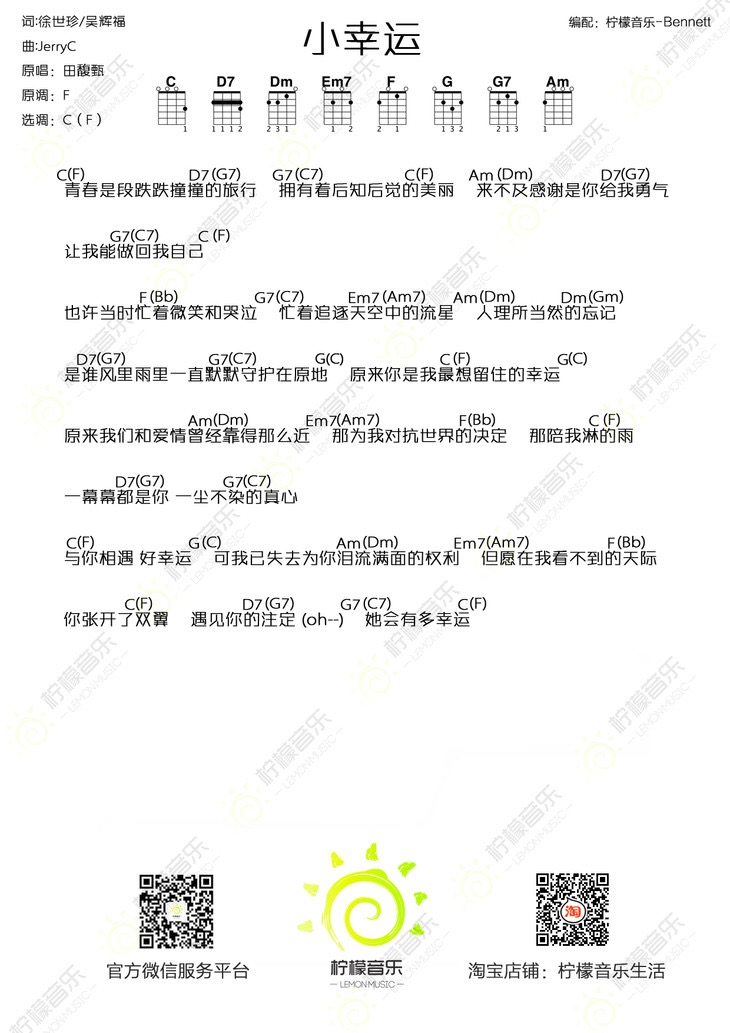 词:徐世珍/吴辉福
曲:JerryC
原唱：田馥甄
原调：F
选调：C（F）
小幸运
编配：柠檬音乐-Bennett
C D7 Dm Em7 F G G7 Am
1 1112 231 1 2 2 1 132 213 1
C(F) D7(G7) G7(C7) C(F) Am(Dm) D7(G7)
青春是段跌跌撞撞的旅行 拥有着后知后觉的美丽 来不及感谢是你给我勇气
G7(C7) C(F)
让我能做回我自己
F(Bb) G7(C7) Em7(Am7) Am(Dm) Dm(Gm)
也许当时忙着微笑和哭泣 忙着追逐天空中的流星 人理所当然的忘记
D7(G7) G7(C7) G(C) C(F) G(C)
是谁风里雨里一直默默守护在原地 原来你是我最想留住的幸运
Am(Dm) Em7(Am7) F(Bb) C(F)
原来我们和爱情曾经靠得那么近 那为我对抗世界的决定 那陪我淋的雨
D7(G7) G7(C7)
一幕幕都是你 一尘不染的真心
C(F) G(C) Am(Dm) Em7(Am7) F(Bb)
与你相遇 好幸运 可我已失去为你泪流满面的权利 但愿在我看不到的天际
C(F) D7(G7) G7(C7) C(F)
你张开了双翼 遇见你的注定 (oh--) 她会有多幸运
官方微信服务平台
柠檬音乐
— LEMON MUSIC —
淘
淘宝店铺：柠檬音乐生活